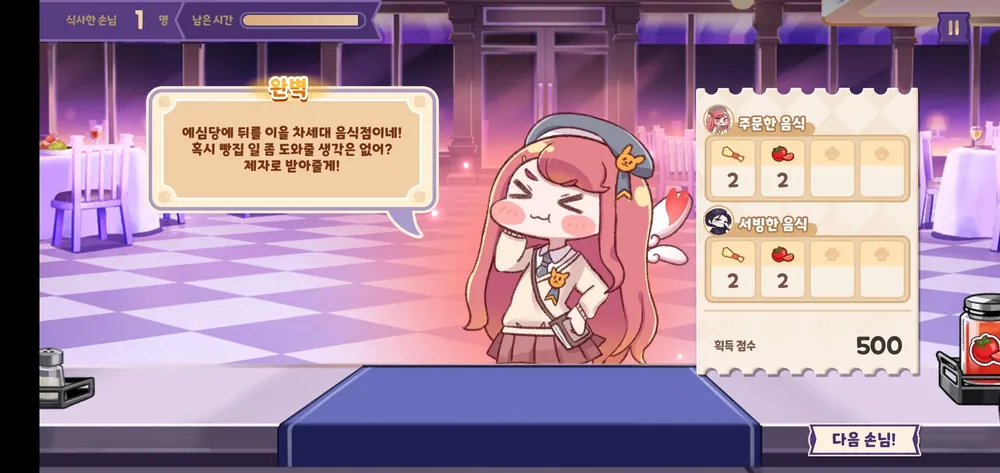 식사한 손님 1 명
남은 시간
완벽
에심당에 뒤를 이을 차세대 음식점이네!
혹시 빵집 일 좀 도와줄 생각은 없어?
제자로 받아줄게!
주문한 음식
2 2
서빙한 음식
2 2
획득 점수 500
다음 손님!